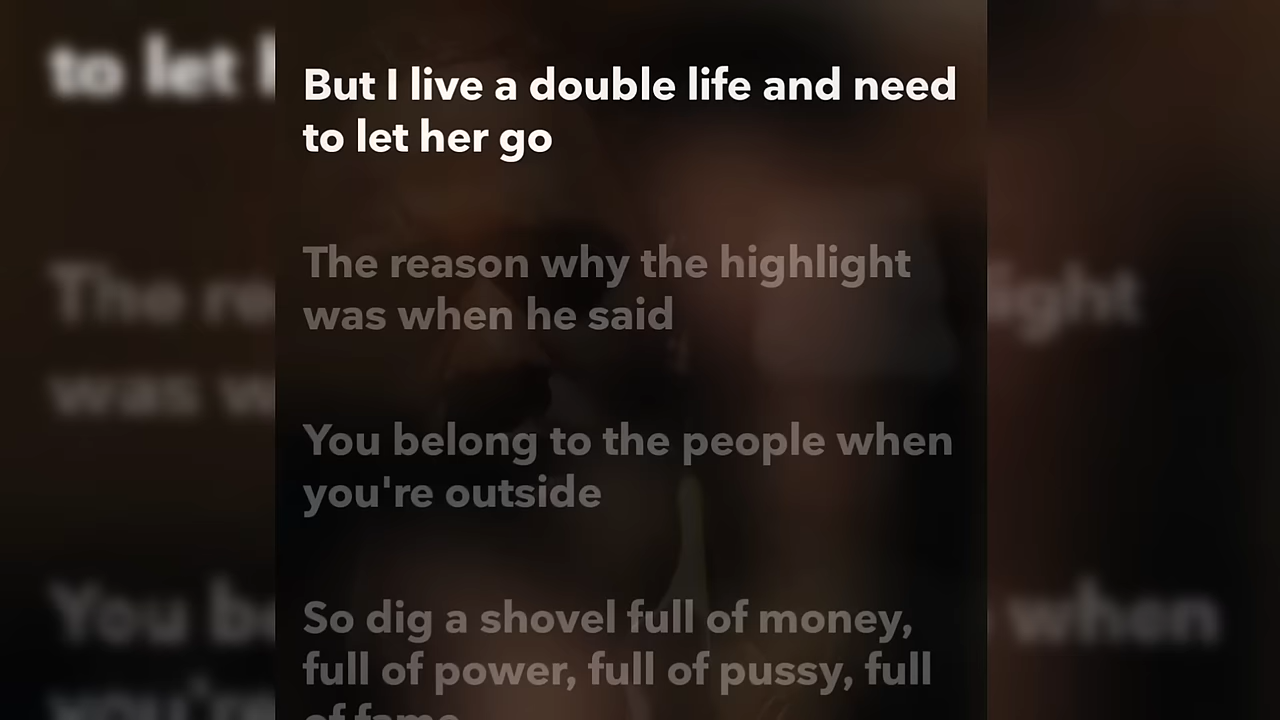 But I live a double life and need
to let her go
The reason why the highlight
was when he said
You belong to the people when
you're outside
So dig a shovel full of money,
full of power, full of pussy, full
of fame